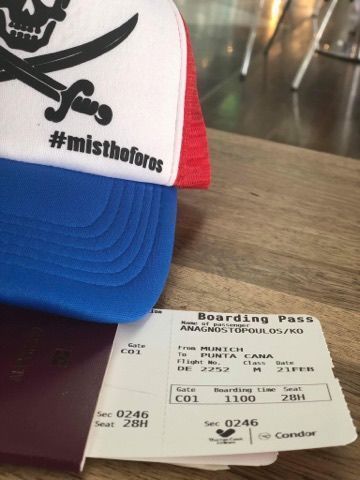 #misthoforos
Boarding Pass
Name of passenger
ANAGNOSTOPOULOS/KO
From MUNICH
To PUNTA CANA
Flight No. Class Date
DE 2252 M 21FEB
Gate Boarding time Seat
C01 1100 28H
Sec 0246
Condor
Gate
C01
Sec 0246
Seat 28H